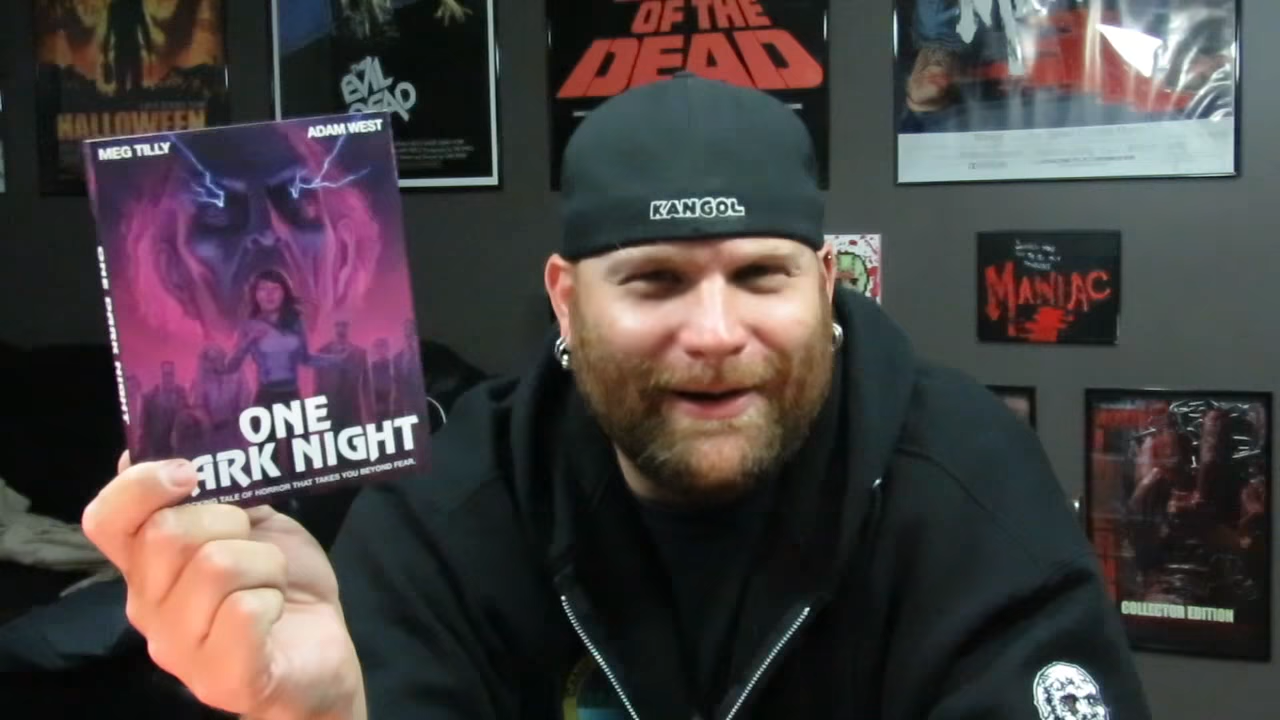 HALLOWEEN
EVIL
DEAD
OF THE
DEAD
MEG TILLY
ADAM WEST
ONE DARK NIGHT
ONE
ARK NIGHT
TALE OF HORROR THAT TAKES YOU BEYOND FEAR.
KANGOL
MANIAC
COLLECTOR EDITION